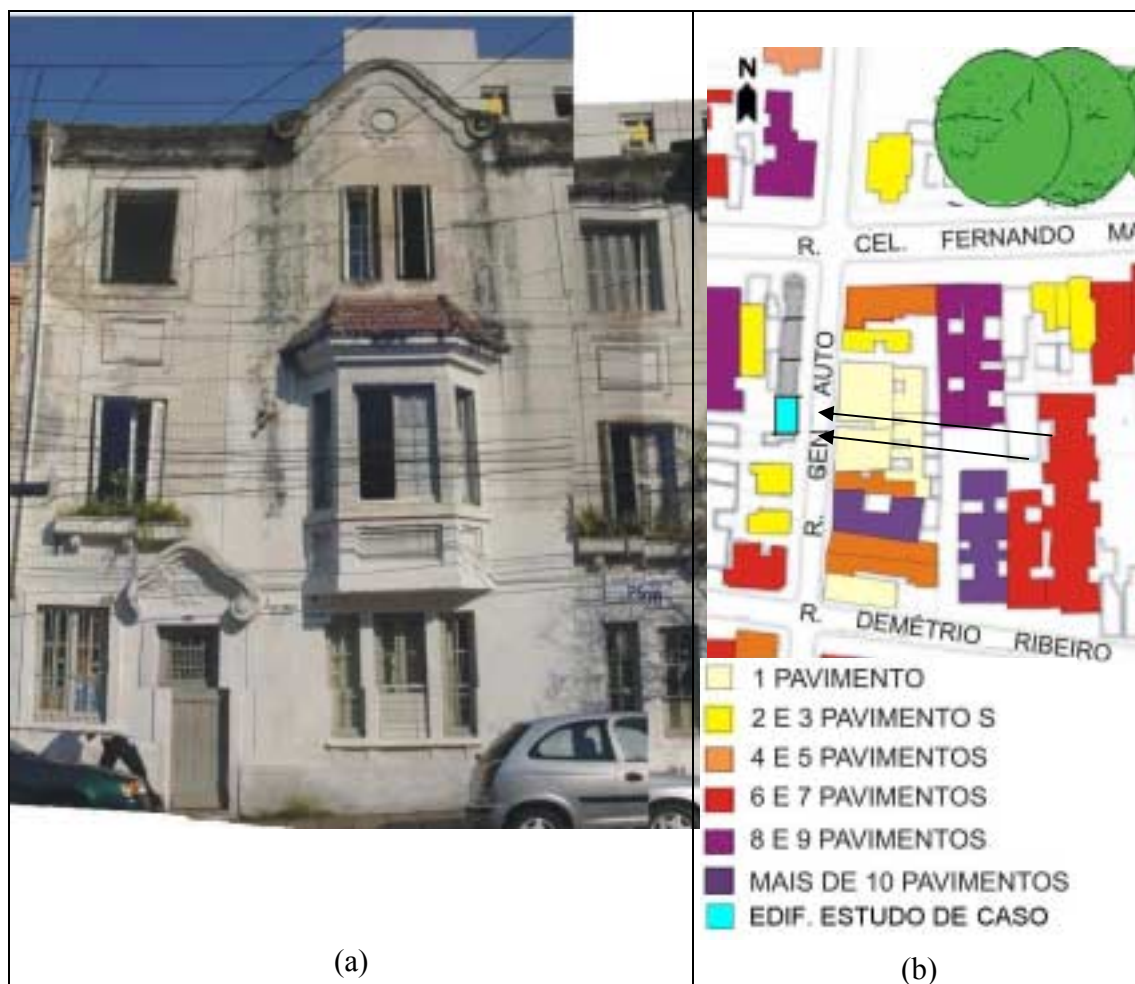 N
R. CEL. FERNANDO MA
R. GEN. AUTO
R. DEMÉTRIO RIBEIRO
1 PAVIMENTO
2 E 3 PAVIMENTO S
4 E 5 PAVIMENTOS
6 E 7 PAVIMENTOS
8 E 9 PAVIMENTOS
MAIS DE 10 PAVIMENTOS
EDIF. ESTUDO DE CASO
(a)
(b)